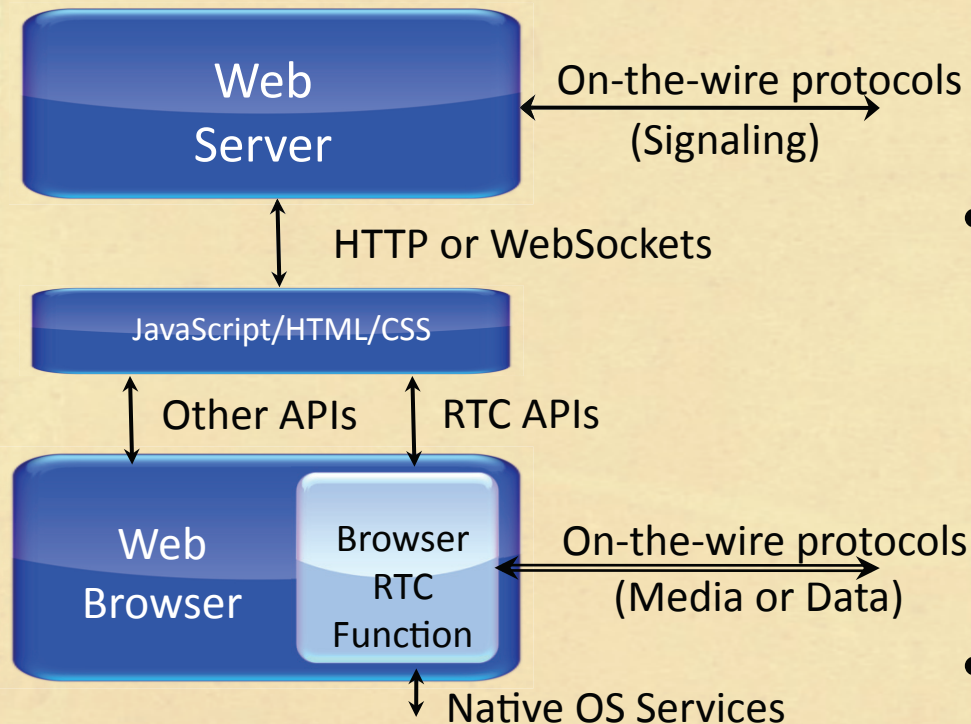 Web
Server
On-the-wire protocols
(Signaling)
HTTP or WebSockets
JavaScript/HTML/CSS
Other APIs
RTC APIs
Web
Browser
Browser
RTC
Function
On-the-wire protocols
(Media or Data)
Native OS Services